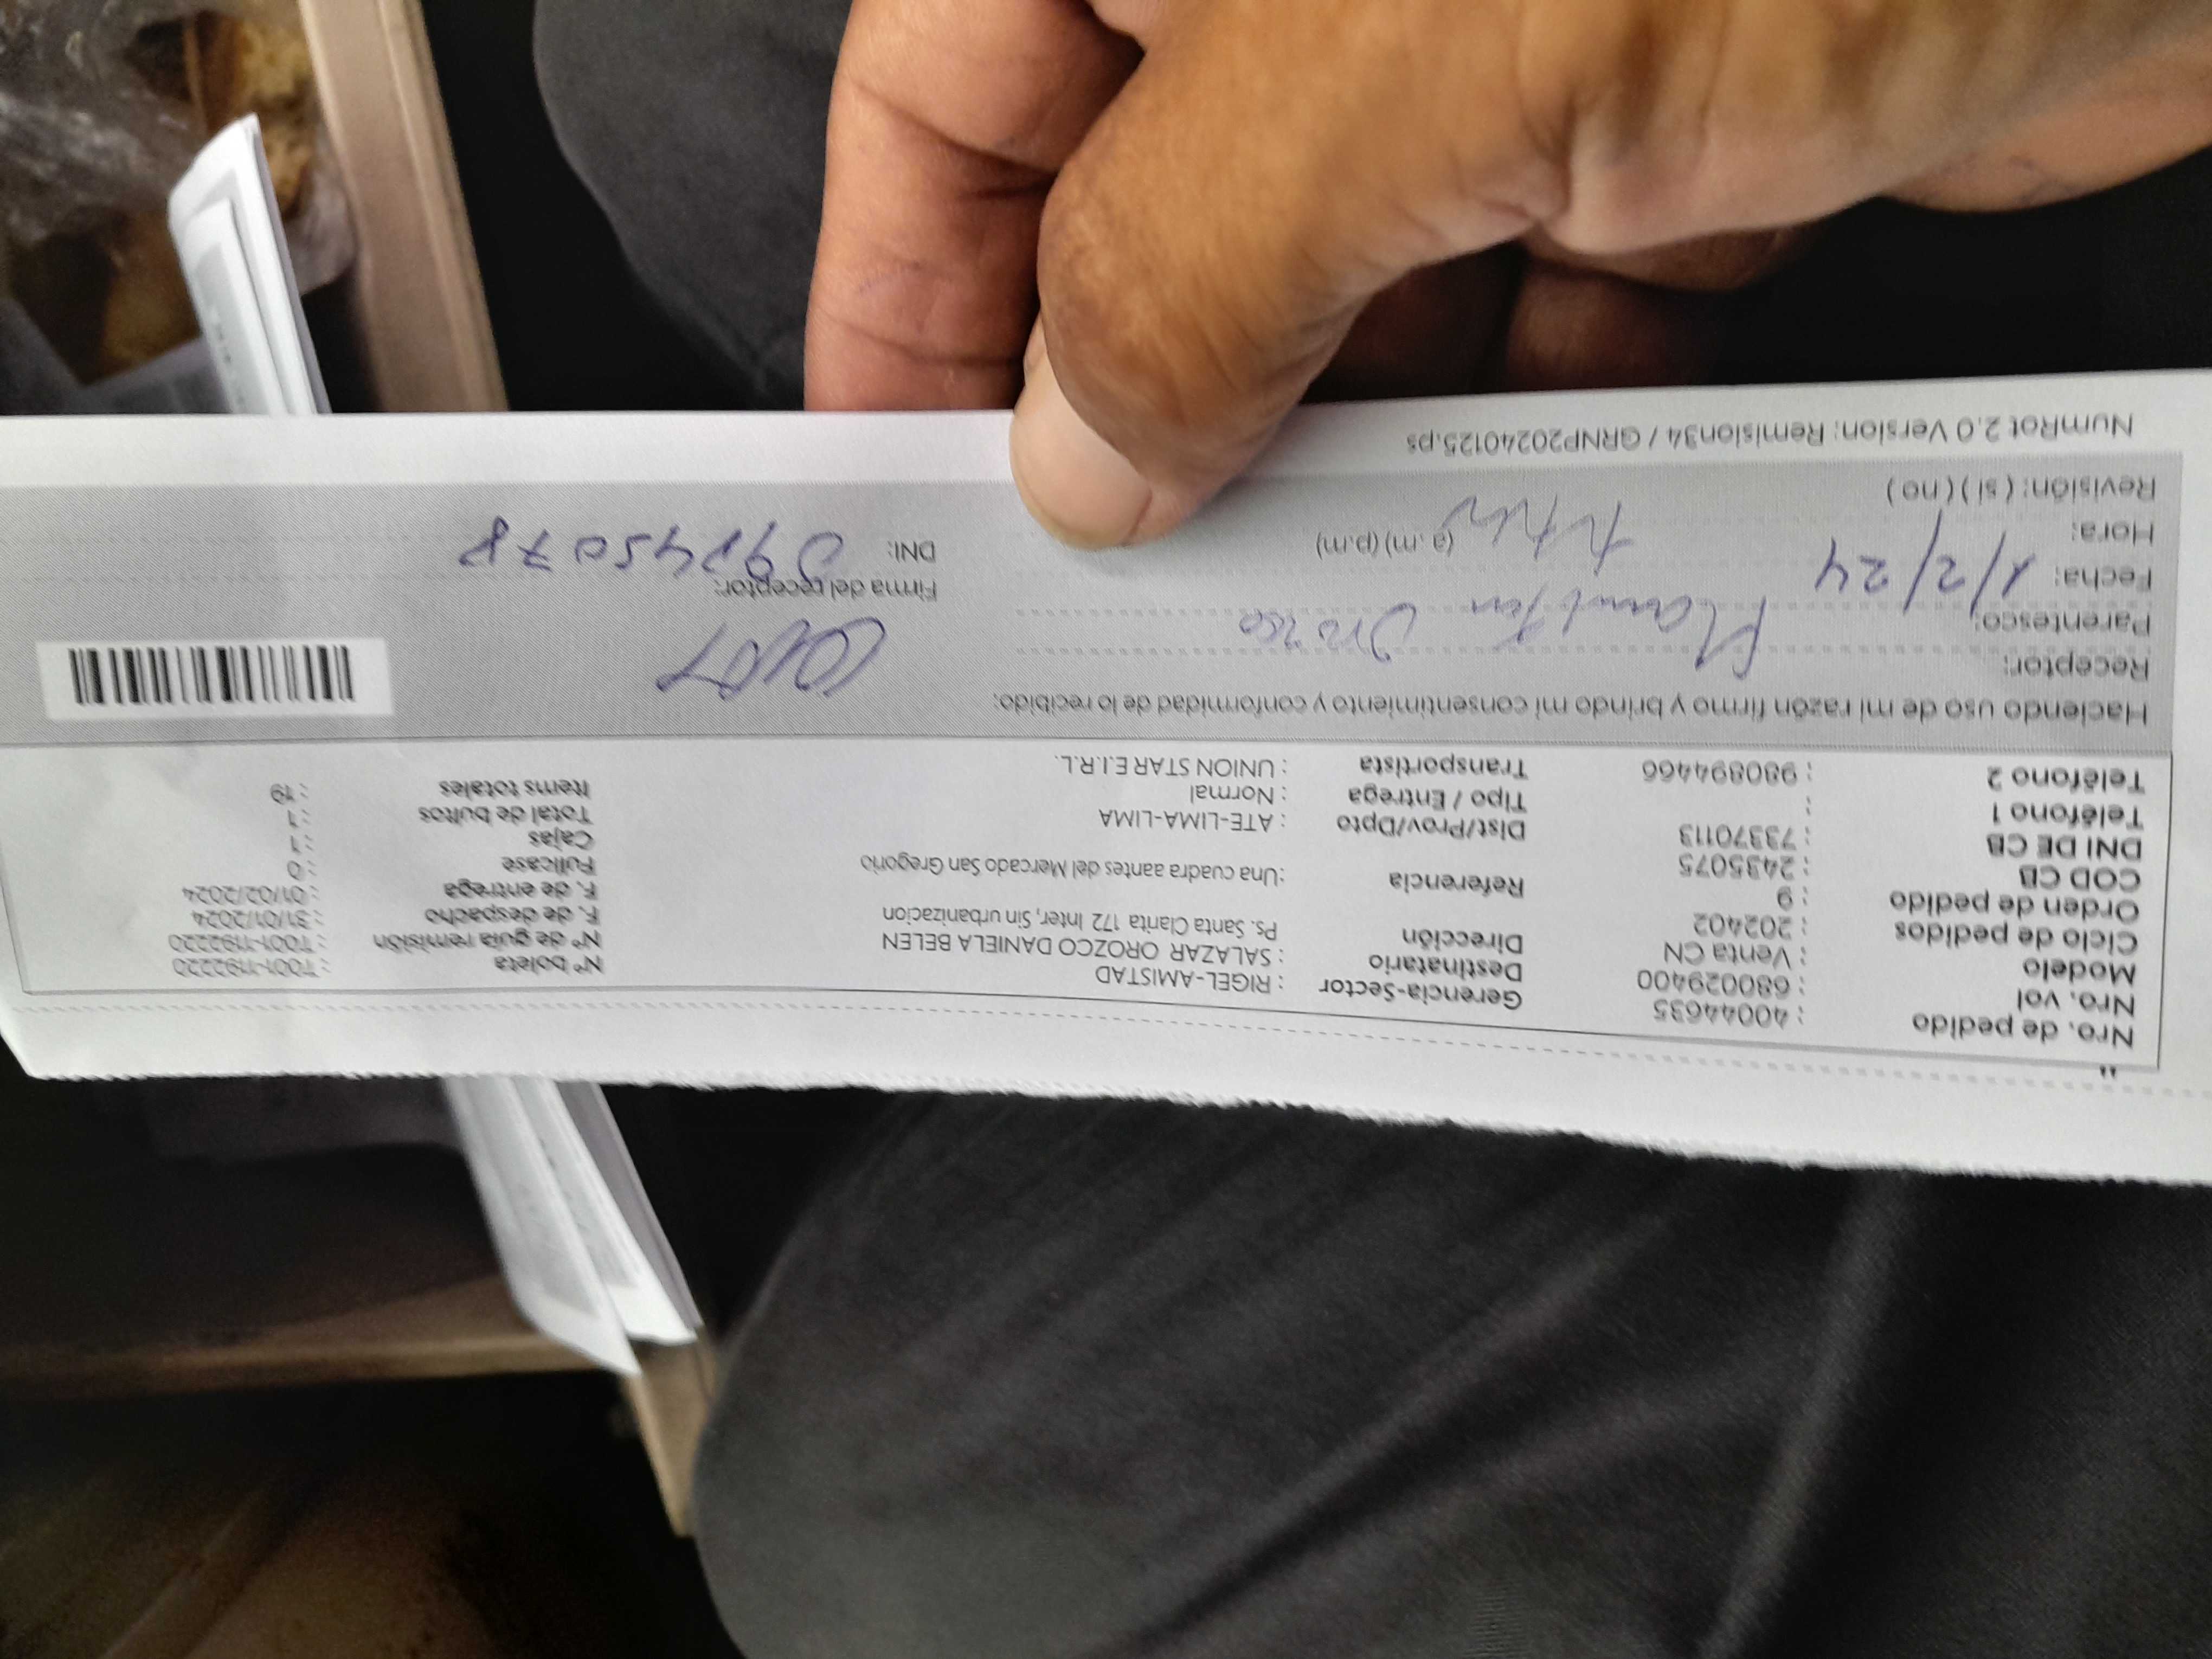 Nro. de pedido : 40044635
Nro. vol : 680029400
Modelo : Venta CN
Ciclo de pedidos : 202402
Orden de pedido : 9
COD CB : 2435075
DNI DE CB : 73370113
Teléfono 1 :
Teléfono 2 : 980894466
Gerencia-Sector : RIGEL-AMISTAD
Destinatario : SALAZAR OROZCO DANIELA BELEN
Dirección Ps. Santa Clarita 172 Inter, Sin urbanizacion
Referencia :Una cuadra aantes del Mercado San Gregorio
Dist/Prov/Dpto : ATE-LIMA-LIMA
Tipo / Entrega : Normal
Transportista : UNION STAR E.I.R.L.
Nº boleta : T001-1192220
Nº de guía remisión : T001-1192220
F. de despacho : 31/01/2024
F. de entrega : 01/02/2024
Fullcase : 0
Cajas : 1
Total de bultos : 1
Items totales : 19
Haciendo uso de mi razón firmo y brindo mi consentimiento y conformidad de lo recibido:
Receptor:
Parentesco:
Fecha: 1/2/24
Hora: (a.m) (p.m)
Revisión: ( si ) ( no )
Firma del receptor:
DNI:
NumRot 2.0 Version: Remision34 / GRNP20240125.ps